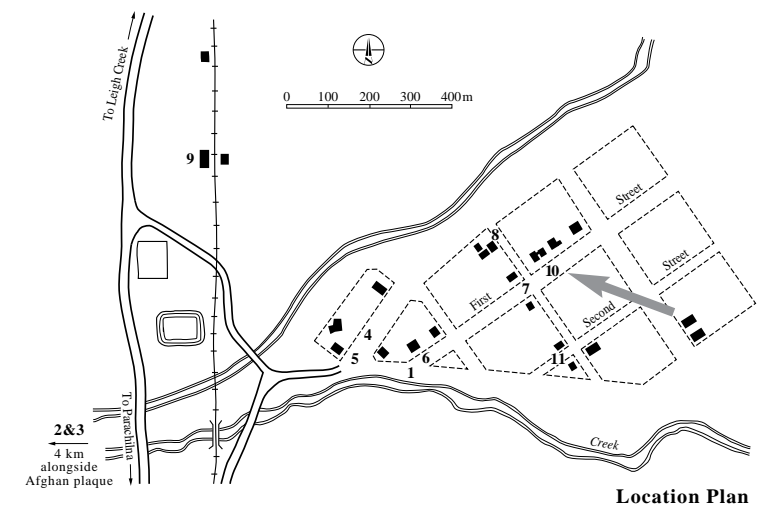 To Leigh Creek
N
0 100 200 300 400 m
9
Street
8
Street
10
7
First
Second
4
5
6
11
1
To Parachilna
2&3
4 km
alongside
Afghan plaque
Creek
Location Plan